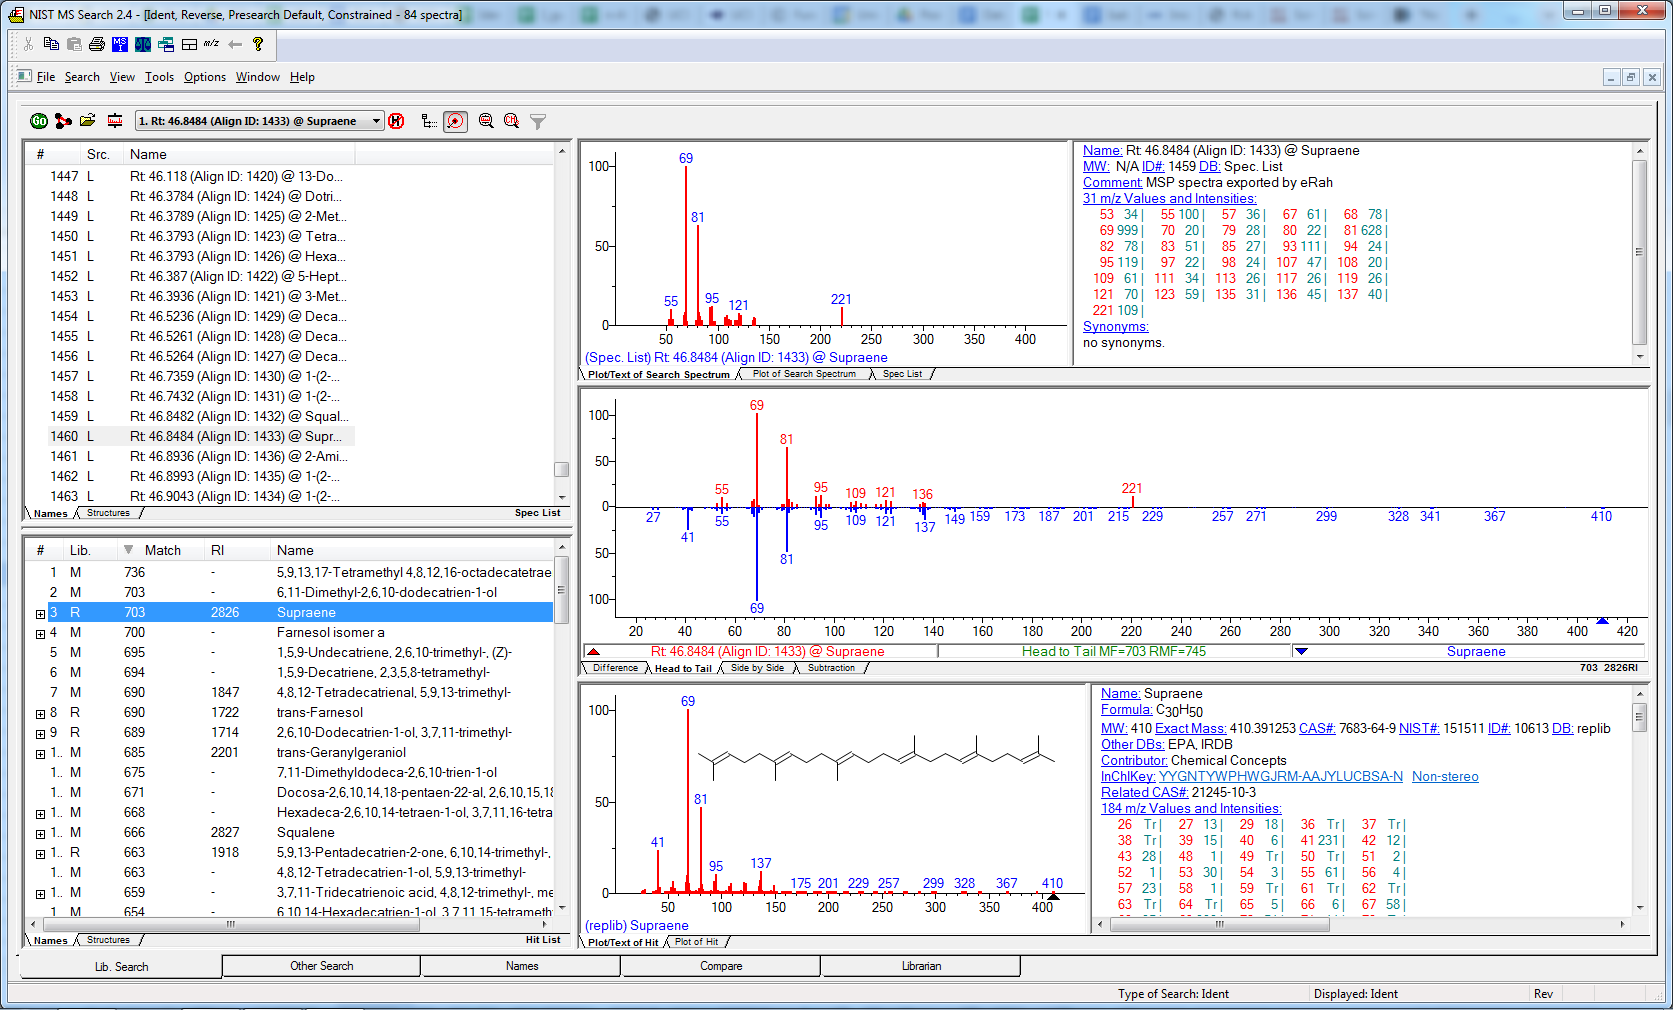 NIST MS Search 2.4 - [Ident, Reverse, Presearch Default, Constrained - 84 spectra]
File Search View Tools Options Window Help
1. Rt: 46.8484 (Align ID: 1433) @ Supraene
# Src. Name
1447 L Rt: 46.118 (Align ID: 1420) @ 13-Do...
1448 L Rt: 46.3784 (Align ID: 1424) @ Dotri...
1449 L Rt: 46.3789 (Align ID: 1425) @ 2-Met...
1450 L Rt: 46.3793 (Align ID: 1423) @ Tetra...
1451 L Rt: 46.3793 (Align ID: 1426) @ Hexa...
1452 L Rt: 46.387 (Align ID: 1422) @ 5-Hept...
1453 L Rt: 46.3936 (Align ID: 1421) @ 3-Met...
1454 L Rt: 46.5236 (Align ID: 1429) @ Deca...
1455 L Rt: 46.5261 (Align ID: 1428) @ Deca...
1456 L Rt: 46.5264 (Align ID: 1427) @ Deca...
1457 L Rt: 46.7359 (Align ID: 1430) @ 1-(2-...
1458 L Rt: 46.7432 (Align ID: 1431) @ 1-(2-...
1459 L Rt: 46.8482 (Align ID: 1432) @ Squal...
1460 L Rt: 46.8484 (Align ID: 1433) @ Supr...
1461 L Rt: 46.8936 (Align ID: 1436) @ 2-Ami...
1462 L Rt: 46.8993 (Align ID: 1435) @ 1-(2-...
1463 L Rt: 46.9043 (Align ID: 1434) @ 1-(2-...
Names Structures Spec List
# Lib. Match RI Name
1 M 736 - 5,9,13,17-Tetramethyl 4,8,12,16-octadecatetrae
2 M 703 - 6,11-Dimethyl-2,6,10-dodecatrien-1-ol
3 R 703 2826 Supraene
4 M 700 - Farnesol isomer a
5 M 695 - 1,5,9-Undecatriene, 2,6,10-trimethyl-, (Z)-
6 M 694 - 1,5,9-Decatriene, 2,3,5,8-tetramethyl-
7 M 690 1847 4,8,12-Tetradecatrienal, 5,9,13-trimethyl-
8 R 690 1722 trans-Farnesol
9 R 689 1714 2,6,10-Dodecatrien-1-ol, 3,7,11-trimethyl-
1.. M 685 2201 trans-Geranylgeraniol
1.. M 675 - 7,11-Dimethyldodeca-2,6,10-trien-1-ol
1.. M 671 - Docosa-2,6,10,14,18-pentaen-22-al, 2,6,10,15,18
1.. M 668 - Hexadeca-2,6,10,14-tetraen-1-ol, 3,7,11,16-tetra
1.. M 666 2827 Squalene
1.. R 663 1918 5,9,13-Pentadecatrien-2-one, 6,10,14-trimethyl-,
1.. M 663 - 4,8,12-Tetradecatrien-1-ol, 5,9,13-trimethyl-
1.. M 659 - 3,7,11-Tridecatrienoic acid, 4,8,12-trimethyl-, me
1 M 654 - 6,10,14-Hexadecatrien-1-ol, 3,7,11,15-tetrameth
Names Structures Hit List
100 50 0
69
81
55 95 121 221
50 100 150 200 250 300 350 400
(Spec. List) Rt: 46.8484 (Align ID: 1433) @ Supraene
Plot/Text of Search Spectrum Plot of Search Spectrum Spec List
Name: Rt: 46.8484 (Align ID: 1433) @ Supraene
MW: N/A ID#: 1459 DB: Spec. List
Comment: MSP spectra exported by eRah
31 m/z Values and Intensities:
53 34| 55 100| 57 36| 67 61| 68 78|
69 999| 70 20| 79 28| 80 22| 81 628|
82 78| 83 51| 85 27| 93 111| 94 24|
95 119| 97 22| 98 24| 107 47| 108 20|
109 61| 111 34| 113 26| 117 26| 119 26|
121 70| 123 59| 135 31| 136 45| 137 40|
221 109|
Synonyms:
no synonyms.
100 50 0 50 100
69
81
55 95 109 121 136 221
27 55 95 109 121 137 149 159 173 187 201 215 229 257 271 299 328 341 367 410
41
81
69
20 40 60 80 100 120 140 160 180 200 220 240 260 280 300 320 340 360 380 400 420
Rt: 46.8484 (Align ID: 1433) @ Supraene Head to Tail MF=703 RMF=745 Supraene
Difference Head to Tail Side by Side Subtraction 703 2826RI
100 50 0
69
81
41 95 137
175 201 229 257 299 328 367 410
50 100 150 200 250 300 350 400
(replib) Supraene
Plot/Text of Hit Plot of Hit
Name: Supraene
Formula: C30H50
MW: 410 Exact Mass: 410.391253 CAS#: 7683-64-9 NIST#: 151511 ID#: 10613 DB: replib
Other DBs: EPA, IRDB
Contributor: Chemical Concepts
InChIKey: YYGNTYWPHWGJRM-AAJYLUCBSA-N Non-stereo
Related CAS#: 21245-10-3
184 m/z Values and Intensities:
26 Tr| 27 13| 29 18| 36 Tr| 37 Tr|
38 Tr| 39 15| 40 6| 41 231| 42 12|
43 28| 48 1| 49 Tr| 50 Tr| 51 2|
52 1| 53 30| 54 3| 55 61| 56 4|
57 23| 58 1| 59 Tr| 61 Tr| 62 Tr|
63 Tr| 64 Tr| 65 5| 66 6| 67 58|
Lib. Search Other Search Names Compare Librarian
Type of Search: Ident Displayed: Ident Rev